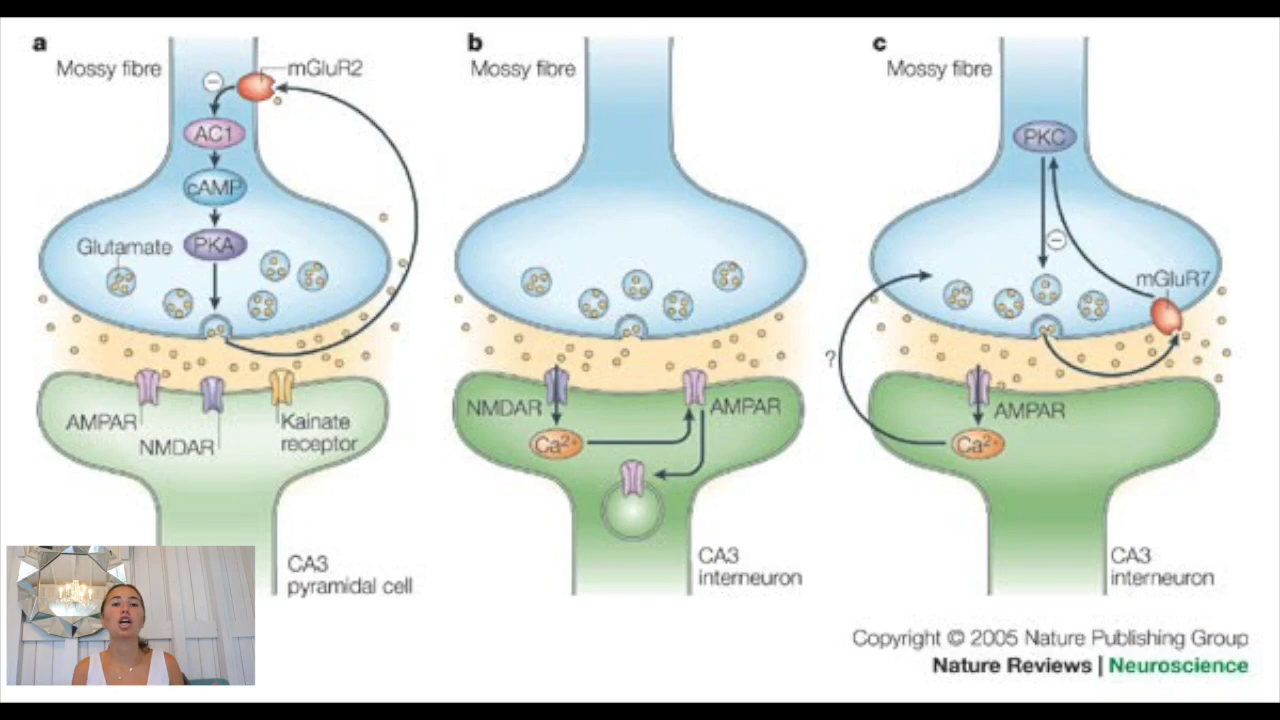 a
Mossy fibre
mGluR2
−
AC1
cAMP
PKA
Glutamate
AMPAR
NMDAR
Kainate
receptor
CA3
pyramidal cell
b
Mossy fibre
NMDAR
AMPAR
Ca2+
CA3
interneuron
c
Mossy fibre
PKC
−
mGluR7
?
AMPAR
Ca2+
CA3
interneuron
Copyright © 2005 Nature Publishing Group
Nature Reviews | Neuroscience